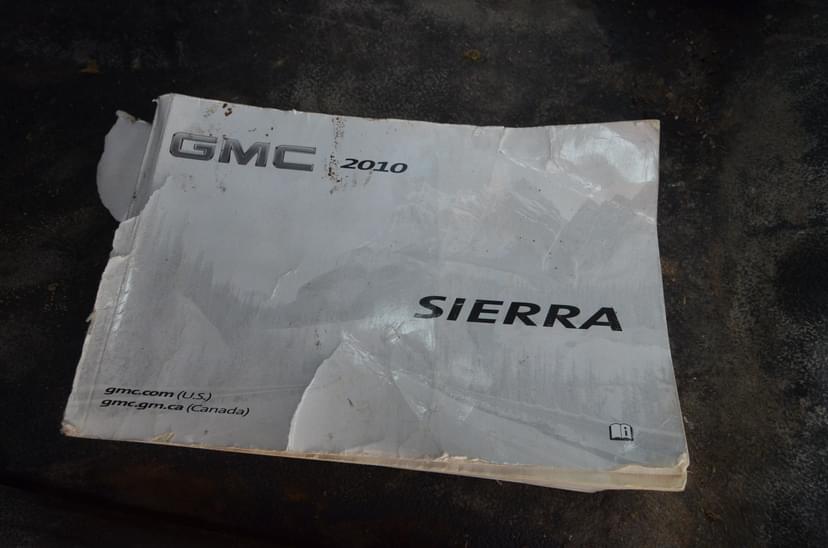 GMC 2010
SIERRA
gmc.com (U.S.)
gmc.gm.ca (Canada)